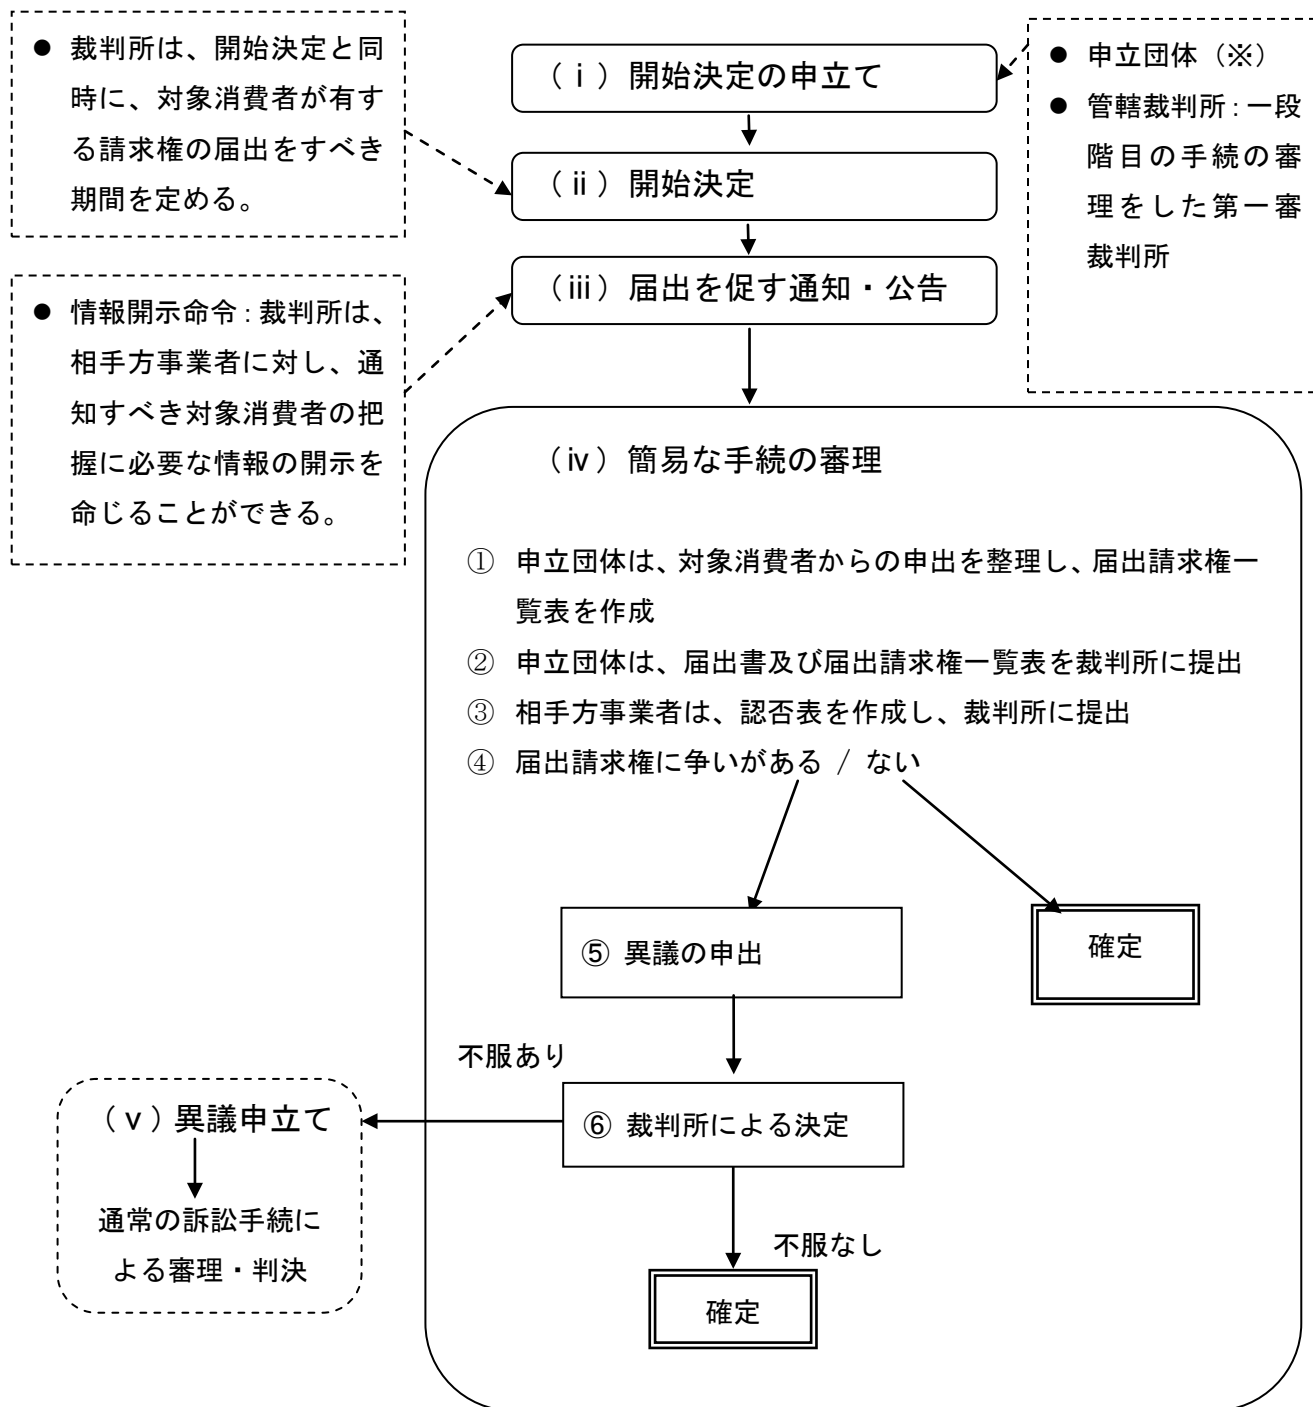 ● 裁判所は、開始決定と同
時に、対象消費者が有す
る請求権の届出をすべき
期間を定める。
(ⅰ)開始決定の申立て
● 申立団体(※)
● 管轄裁判所:一段
階目の手続の審
理をした第一審
裁判所
(ⅱ)開始決定
(ⅲ)届出を促す通知・公告
● 情報開示命令:裁判所は、
相手方事業者に対し、通
知すべき対象消費者の把
握に必要な情報の開示を
命じることができる。
(ⅳ)簡易な手続の審理
① 申立団体は、対象消費者からの申出を整理し、届出請求権一
覧表を作成
② 申立団体は、届出書及び届出請求権一覧表を裁判所に提出
③ 相手方事業者は、認否表を作成し、裁判所に提出
④ 届出請求権に争いがある / ない
⑤ 異議の申出
確定
不服あり
(ⅴ)異議申立て
⑥ 裁判所による決定
通常の訴訟手続に
よる審理・判決
不服なし
確定